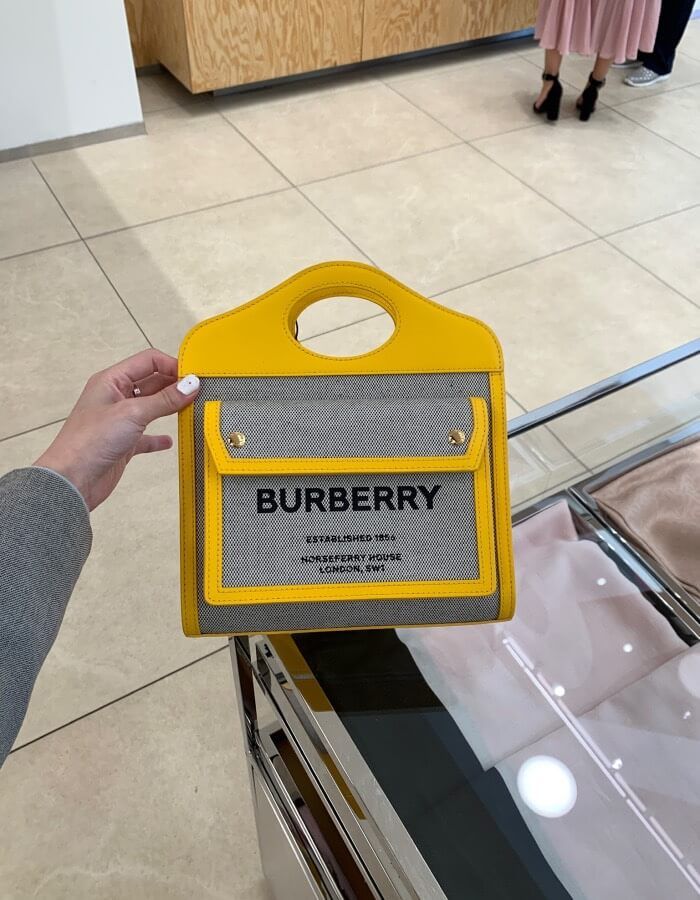 BURBERRY
ESTABLISHED 1856
HORSEFERRY HOUSE
LONDON, SW1